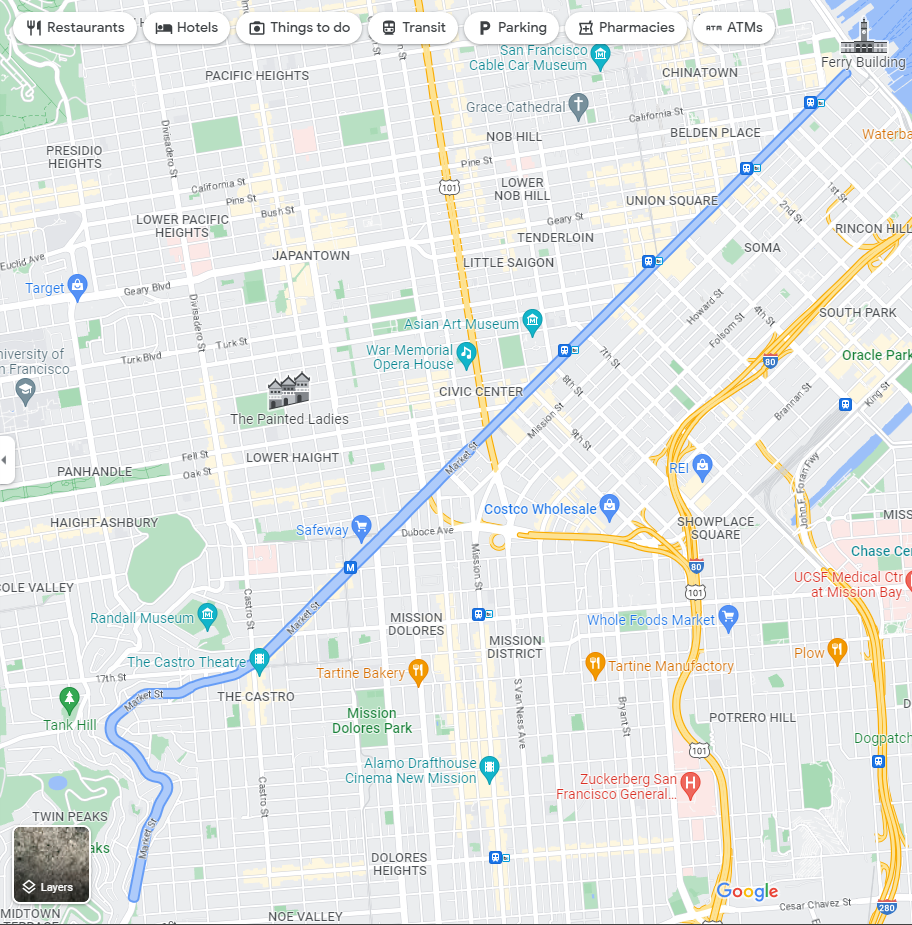 Restaurants
Hotels
Things to do
Transit
P Parking
Pharmacies
ATM ATMs
San Francisco
Cable Car Museum
Ferry Building
PACIFIC HEIGHTS
CHINATOWN
Grace Cathedral
California St
NOB HILL
BELDEN PLACE
Waterba
Divisadero St
PRESIDIO
HEIGHTS
Pine St
101
LOWER
NOB HILL
California St
Pine St
Bush St
UNION SQUARE
1st St
2nd St
LOWER PACIFIC
HEIGHTS
Geary St
TENDERLOIN
RINCON HILL
SOMA
JAPANTOWN
LITTLE SAIGON
Euclid Ave
Target
Geary Blvd
Howard St
Folsom St
4th St
SOUTH PARK
Divisadero St
Asian Art Museum
Turk St
War Memorial
Opera House
7th St
80
Oracle Park
niversity of
n Francisco
Turk Blvd
CIVIC CENTER
8th St
Brannan St
King St
The Painted Ladies
Mission St
9th St
Fell St
Oak St
LOWER HAIGHT
Market St
PANHANDLE
REI
John F. Foran Fwy
Costco Wholesale
HAIGHT-ASHBURY
Safeway
Duboce Ave
SHOWPLACE
SQUARE
MISS
Mission St
M
80
Chase Cen
OLE VALLEY
Castro St
101
UCSF Medical Ctr
at Mission Bay
Randall Museum
Market St
MISSION
DOLORES
Whole Foods Market
MISSION
DISTRICT
Plow
The Castro Theatre
Tartine Bakery
Tartine Manufactory
17th St
Market St
THE CASTRO
S Van Ness Ave
Bryant St
Tank Hill
Mission
Dolores Park
POTRERO HILL
Dogpatch
101
Alamo Drafthouse
Cinema New Mission
Castro St
Zuckerberg San
Francisco General...
TWIN PEAKS
aks
Market St
DOLORES
HEIGHTS
Layers
Google
Cesar Chavez St
280
MIDTOWN
TERRACE
NOE VALLEY